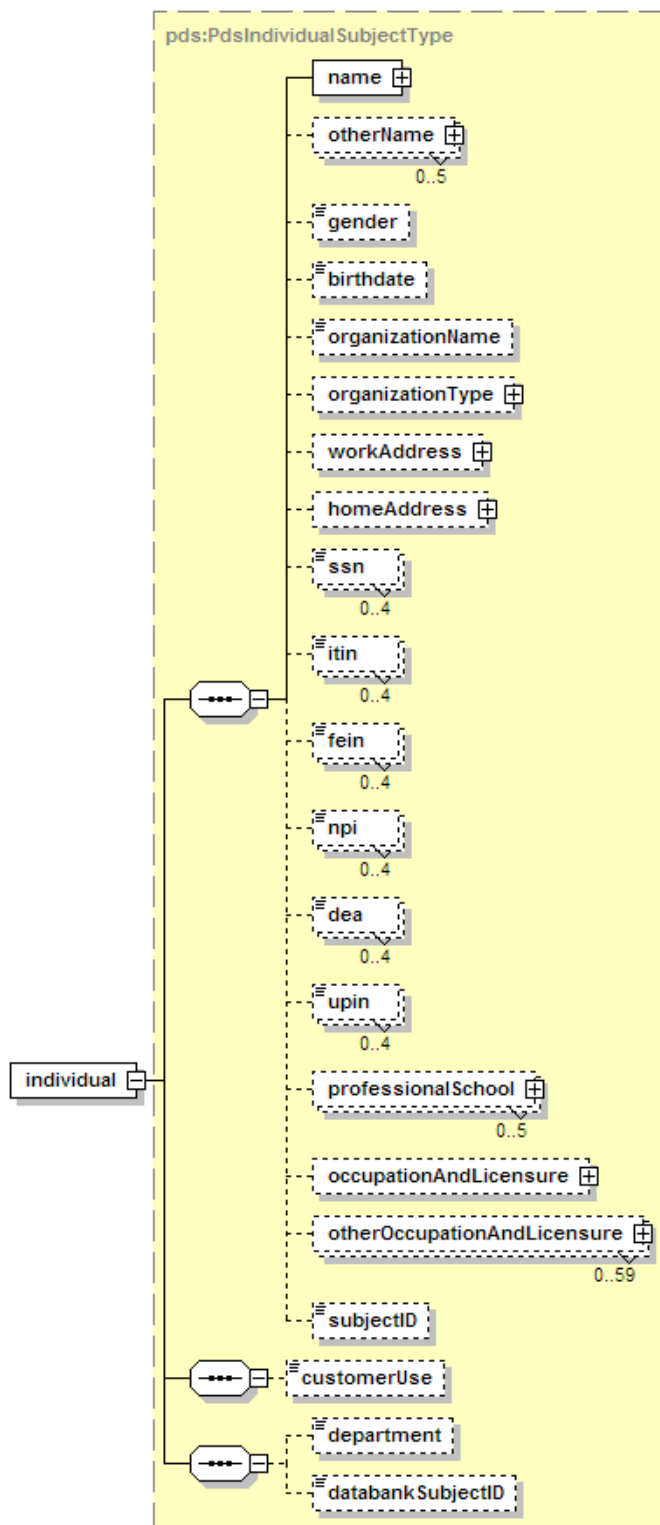 pds:PdsIndividualSubjectType
name
otherName
0..5
gender
birthdate
organizationName
organizationType
workAddress
homeAddress
ssn
0..4
itin
0..4
fein
0..4
npi
0..4
dea
0..4
upin
0..4
individual
professionalSchool
0..5
occupationAndLicensure
otherOccupationAndLicensure
0..59
subjectID
customerUse
department
databankSubjectID